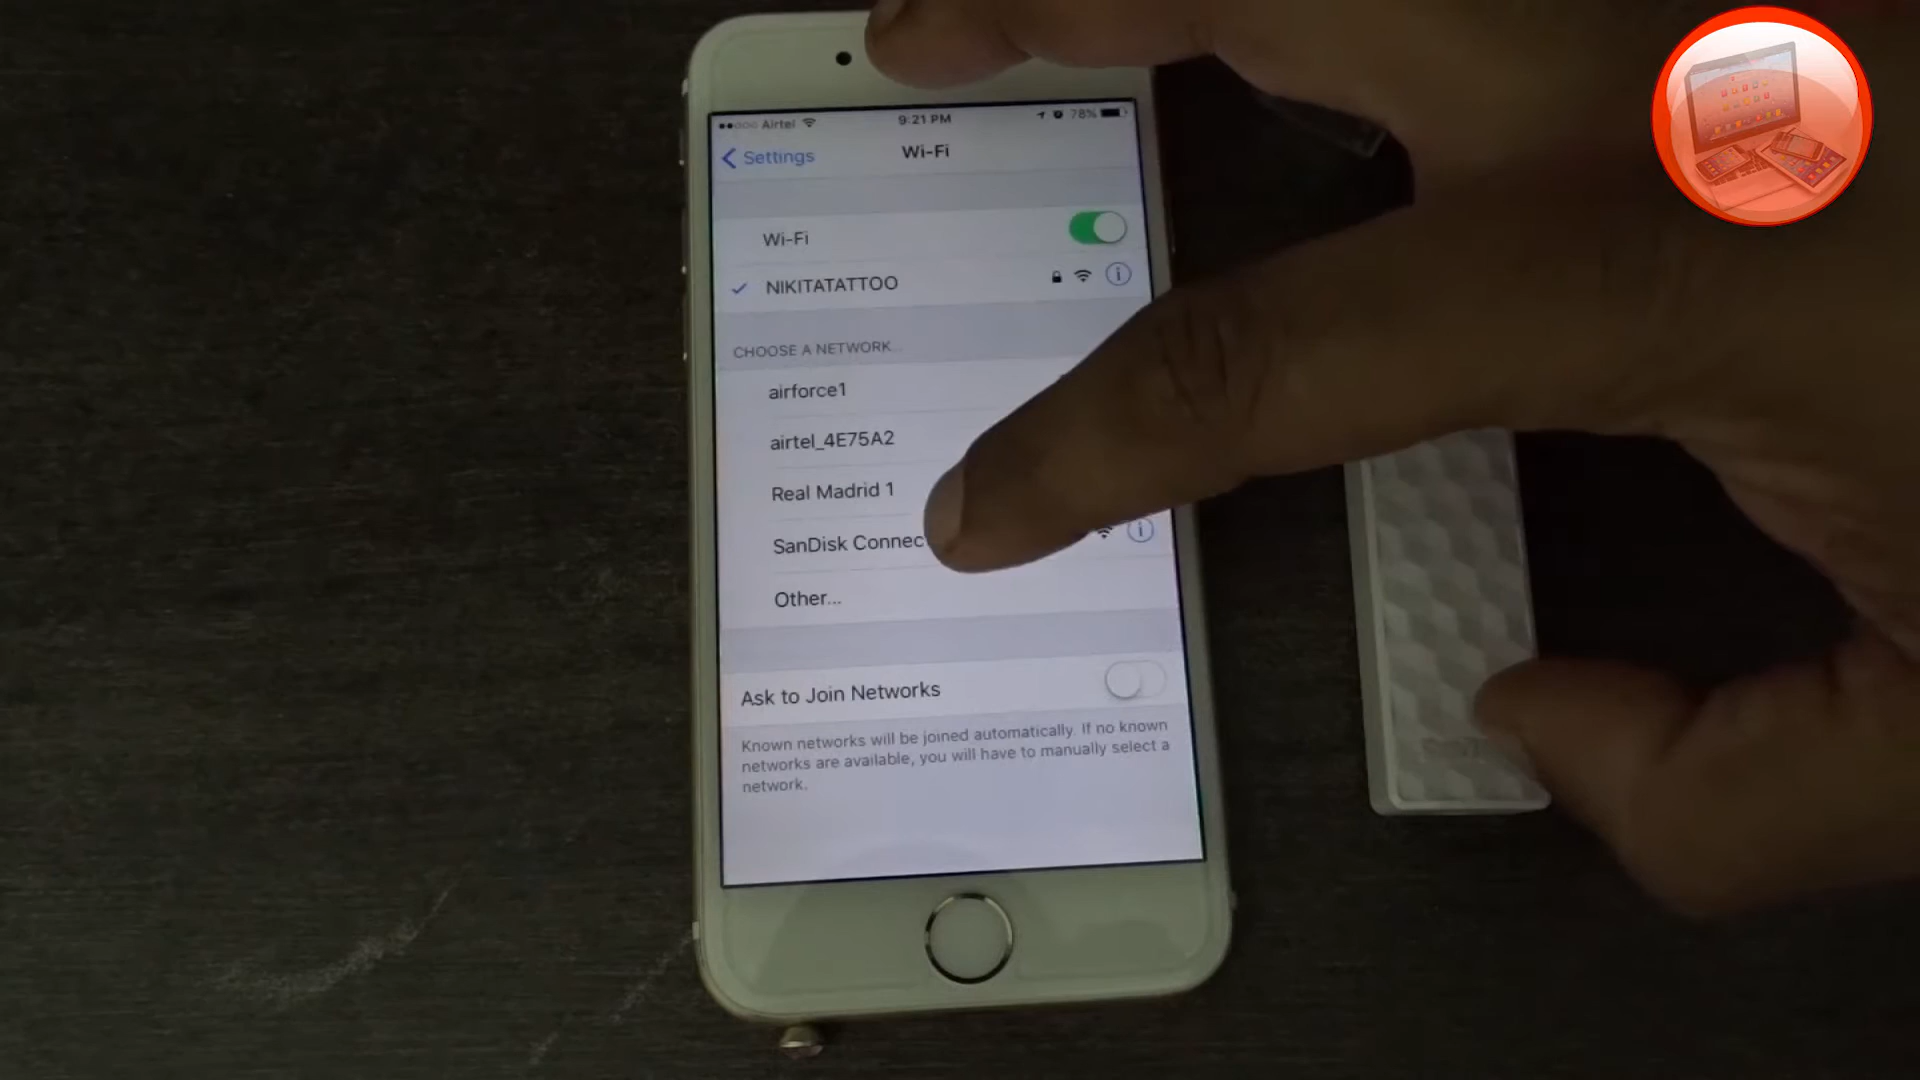 Airtel 9:21 PM 78%
Settings Wi-Fi
Wi-Fi
NIKITATATTOO
CHOOSE A NETWORK...
airforce1
airtel_4E75A2
Real Madrid 1
SanDisk Connec
Other...
Ask to Join Networks
Known networks will be joined automatically. If no known
networks are available, you will have to manually select a
network.